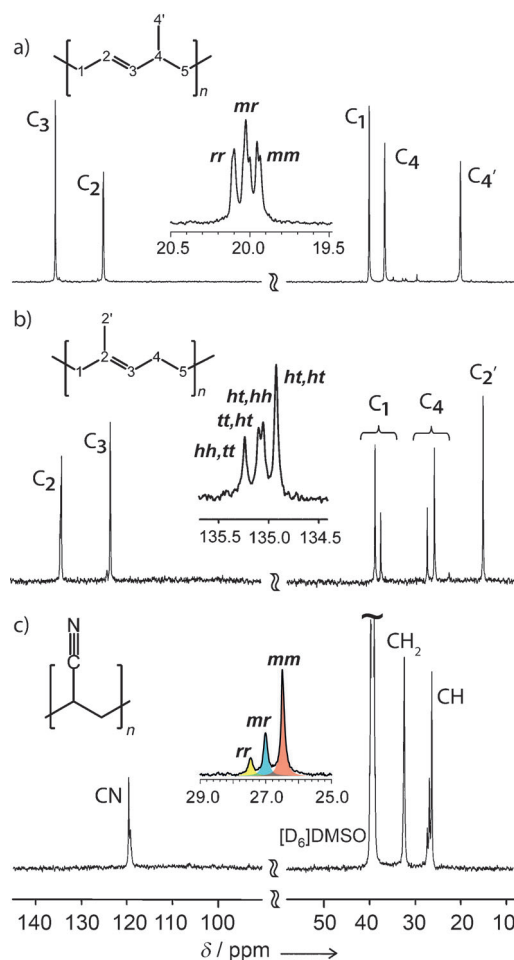 a)
4'
2
4
1
3
5
n
C3
C2
rr
mr
mm
20.5 20.0 19.5
C1
C4
C4'
b)
2'
2
4
1
3
5
n
C2
C3
hh,tt
tt,ht
ht,hh
ht,ht
135.5 135.0 134.5
C1
C4
C2'
c)
N
C
n
CN
rr
mr
mm
29.0 27.0 25.0
[D6]DMSO
CH2
CH
140 130 120 110 100 50 40 30 20 10
δ / ppm